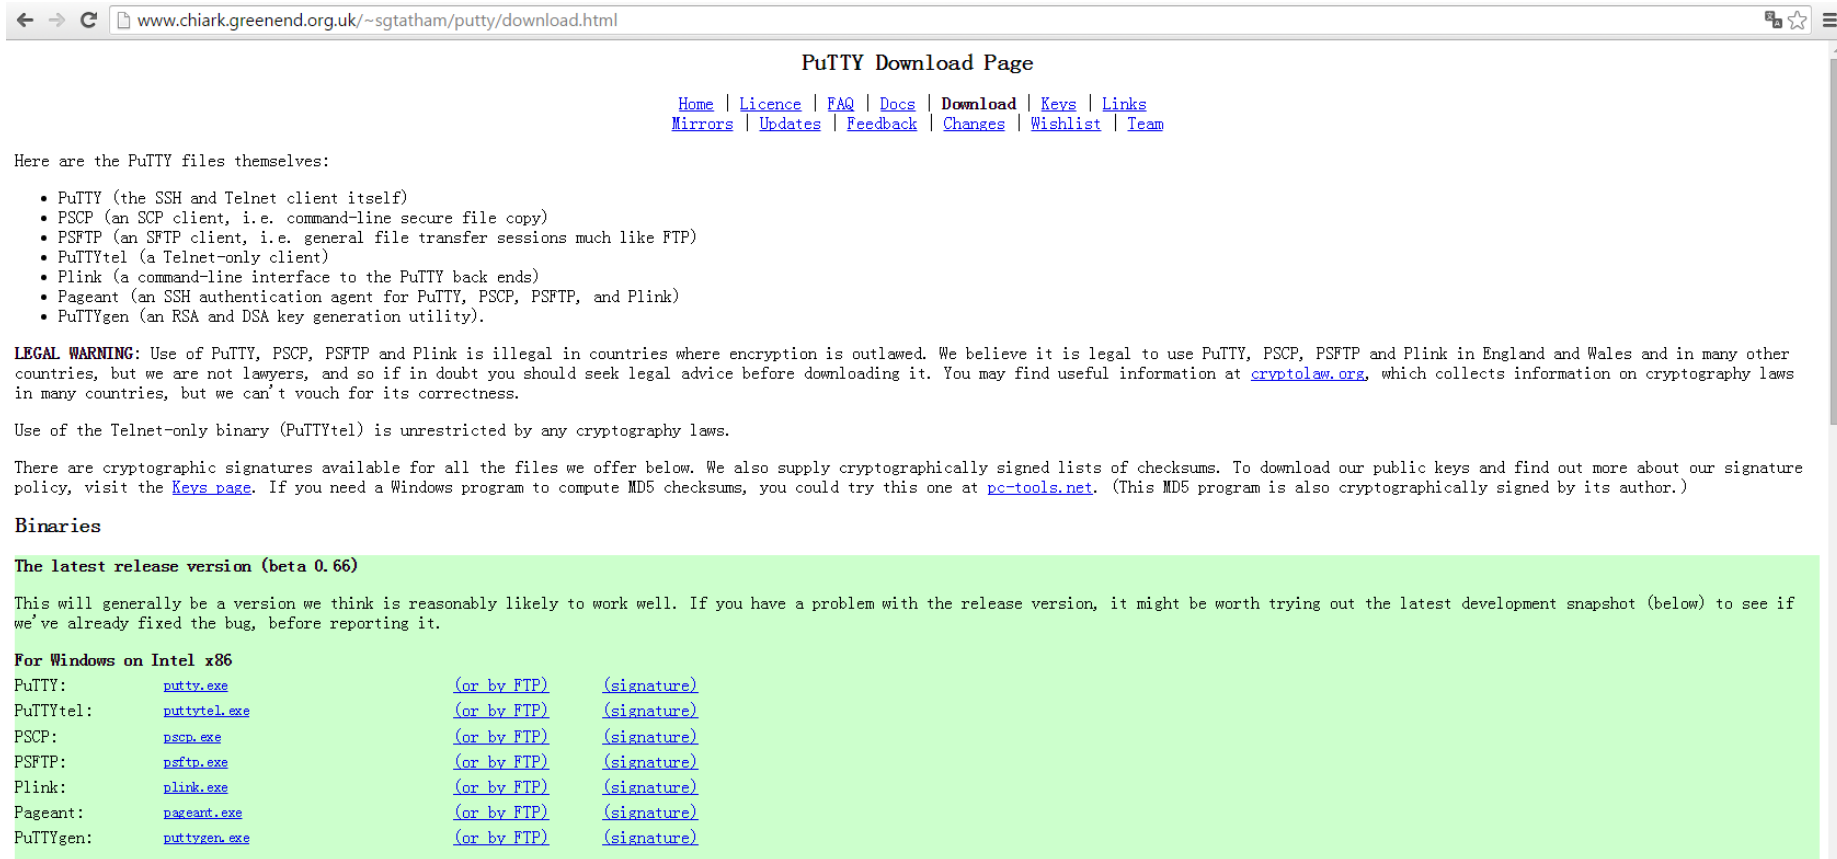 www.chiark.greenend.org.uk/~sgtatham/putty/download.html
PuTTY Download Page
Home | Licence | FAQ | Docs | Download | Keys | Links
Mirrors | Updates | Feedback | Changes | Wishlist | Team
Here are the PuTTY files themselves:
• PuTTY (the SSH and Telnet client itself)
• PSCP (an SCP client, i.e. command-line secure file copy)
• PSFTP (an SFTP client, i.e. general file transfer sessions much like FTP)
• PuTTYtel (a Telnet-only client)
• Plink (a command-line interface to the PuTTY back ends)
• Pageant (an SSH authentication agent for PuTTY, PSCP, PSFTP, and Plink)
• PuTTYgen (an RSA and DSA key generation utility).
LEGAL WARNING: Use of PuTTY, PSCP, PSFTP and Plink is illegal in countries where encryption is outlawed. We believe it is legal to use PuTTY, PSCP, PSFTP and Plink in England and Wales and in many other
countries, but we are not lawyers, and so if in doubt you should seek legal advice before downloading it. You may find useful information at cryptolaw.org, which collects information on cryptography laws
in many countries, but we can't vouch for its correctness.
Use of the Telnet-only binary (PuTTYtel) is unrestricted by any cryptography laws.
There are cryptographic signatures available for all the files we offer below. We also supply cryptographically signed lists of checksums. To download our public keys and find out more about our signature
policy, visit the Keys page. If you need a Windows program to compute MD5 checksums, you could try this one at pc-tools.net. (This MD5 program is also cryptographically signed by its author.)
Binaries
The latest release version (beta 0.66)
This will generally be a version we think is reasonably likely to work well. If you have a problem with the release version, it might be worth trying out the latest development snapshot (below) to see if
we've already fixed the bug, before reporting it.
For Windows on Intel x86
PuTTY: putty.exe (or by FTP) (signature)
PuTTYtel: puttytel.exe (or by FTP) (signature)
PSCP: pscp.exe (or by FTP) (signature)
PSFTP: psftp.exe (or by FTP) (signature)
Plink: plink.exe (or by FTP) (signature)
Pageant: pageant.exe (or by FTP) (signature)
PuTTYgen: puttygen.exe (or by FTP) (signature)